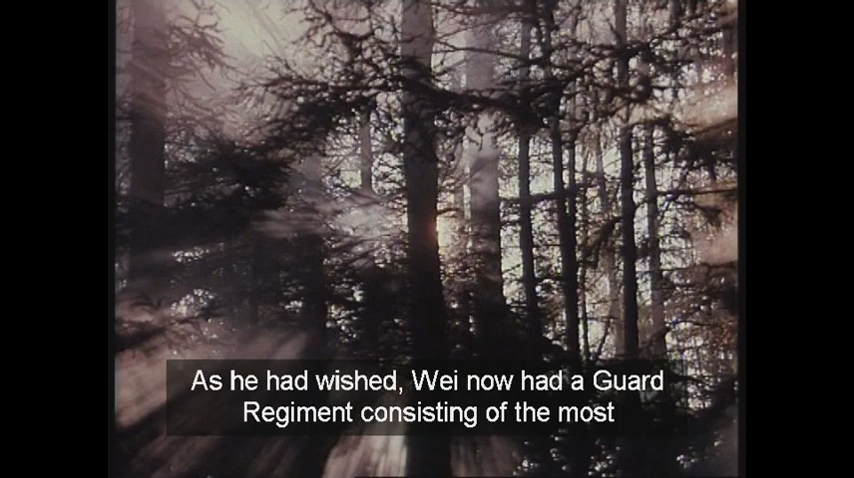 As he had wished, Wei now had a Guard
Regiment consisting of the most